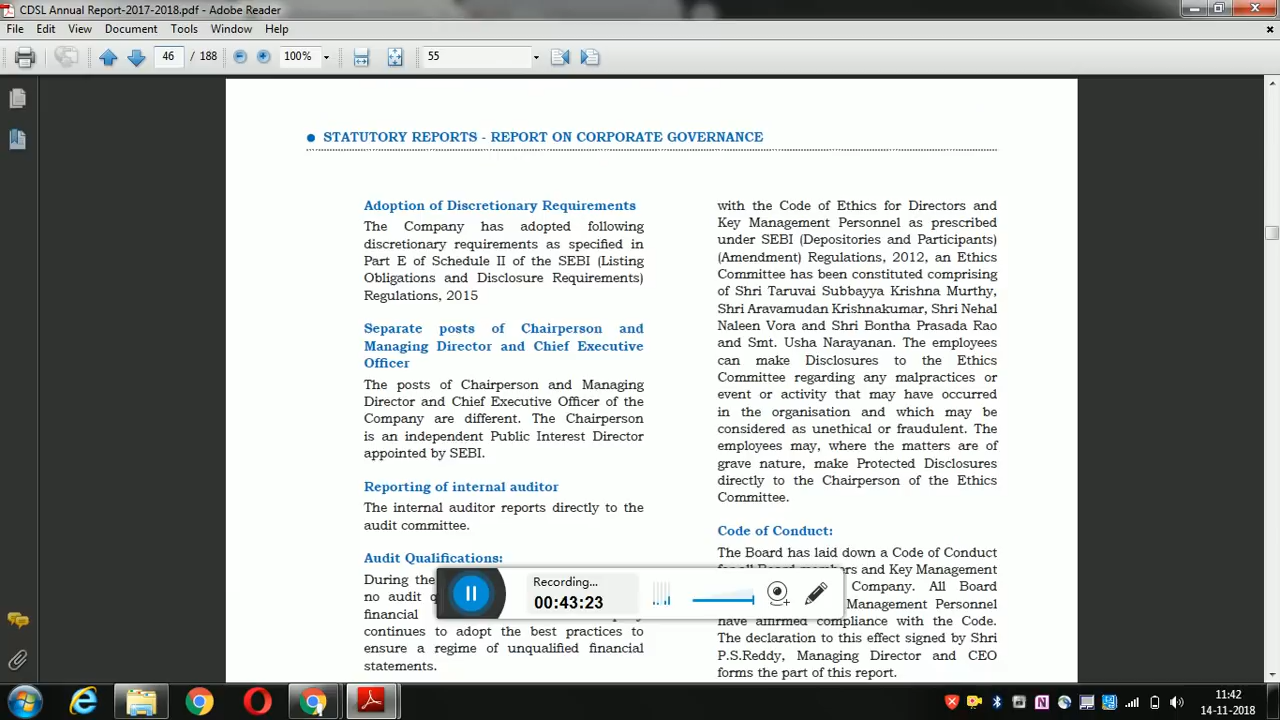 CDSL Annual Report-2017-2018.pdf - Adobe Reader
File Edit View Document Tools Window Help
46 / 188 100% 55
STATUTORY REPORTS - REPORT ON CORPORATE GOVERNANCE
Adoption of Discretionary Requirements
The Company has adopted following
discretionary requirements as specified in
Part E of Schedule II of the SEBI (Listing
Obligations and Disclosure Requirements)
Regulations, 2015
Separate posts of Chairperson and
Managing Director and Chief Executive
Officer
The posts of Chairperson and Managing
Director and Chief Executive Officer of the
Company are different. The Chairperson
is an independent Public Interest Director
appointed by SEBI.
Reporting of internal auditor
The internal auditor reports directly to the
audit committee.
Audit Qualifications:
During the
no audit
financial
continues to adopt the best practices to
ensure a regime of unqualified financial
statements.
with the Code of Ethics for Directors and
Key Management Personnel as prescribed
under SEBI (Depositories and Participants)
(Amendment) Regulations, 2012, an Ethics
Committee has been constituted comprising
of Shri Taruvai Subbayya Krishna Murthy,
Shri Aravamudan Krishnakumar, Shri Nehal
Naleen Vora and Shri Bontha Prasada Rao
and Smt. Usha Narayanan. The employees
can make Disclosures to the Ethics
Committee regarding any malpractices or
event or activity that may have occurred
in the organisation and which may be
considered as unethical or fraudulent. The
employees may, where the matters are of
grave nature, make Protected Disclosures
directly to the Chairperson of the Ethics
Committee.
Code of Conduct:
The Board has laid down a Code of Conduct
for all Board members and Key Management
Company. All Board
Management Personnel
have affirmed compliance with the Code.
The declaration to this effect signed by Shri
P.S.Reddy, Managing Director and CEO
forms the part of this report.
Recording...
00:43:23
11:42
14-11-2018